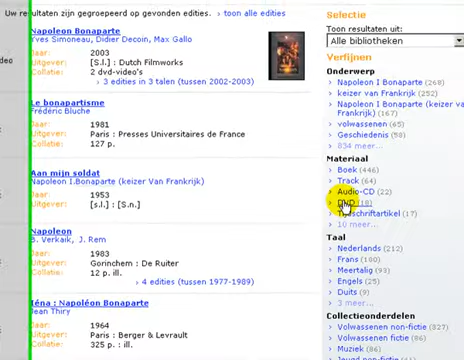 Uw resultaten zijn gegroepeerd op gevonden edities. › toon alle edities
Napoleon Bonaparte
Yves Simoneau, Didier Decoin, Max Gallo
Jaar: 2003
Uitgever: [S.l.] : Dutch Filmworks
Collatie: 2 dvd-video's
› 3 edities in 3 talen (tussen 2002-2003)
Le bonapartisme
Frédéric Bluche
Jaar: 1981
Uitgever: Paris : Presses Universitaires de France
Collatie: 127 p.
Aan mijn soldat
Napoleon I.Bonaparte (keizer Van Frankrijk)
Jaar: 1953
Uitgever: [s.l.] : [S.n.]
Napoleon
B. Verkaik, J. Rem
Jaar: 1983
Uitgever: Gorinchem : De Ruiter
Collatie: 12 p. ill.
› 4 edities (tussen 1977-1989)
Iéna : Napoléon Bonaparte
Jean Thiry
Jaar: 1964
Uitgever: Paris : Berger & Levrault
Collatie: 325 p. : ill.
Selectie
Toon resultaten uit:
Alle bibliotheken
Verfijnen
Onderwerp
› Napoleon I Bonaparte (268)
› keizer van Frankrijk (252)
› Napoleon I Bonaparte (keizer van
Frankrijk) (167)
› volwassenen (65)
› Geschiedenis (58)
› 834 meer...
Materiaal
› Boek (446)
› Track (64)
› Audio-CD (22)
› DVD (18)
› Tijdschriftartikel (17)
› 10 meer...
Taal
› Nederlands (212)
› Frans (100)
› Meertalig (93)
› Engels (25)
› Duits (9)
› 3 meer...
Collectieonderdelen
› Volwassenen non-fictie (327)
› Volwassenen fictie (86)
› Muziek (86)